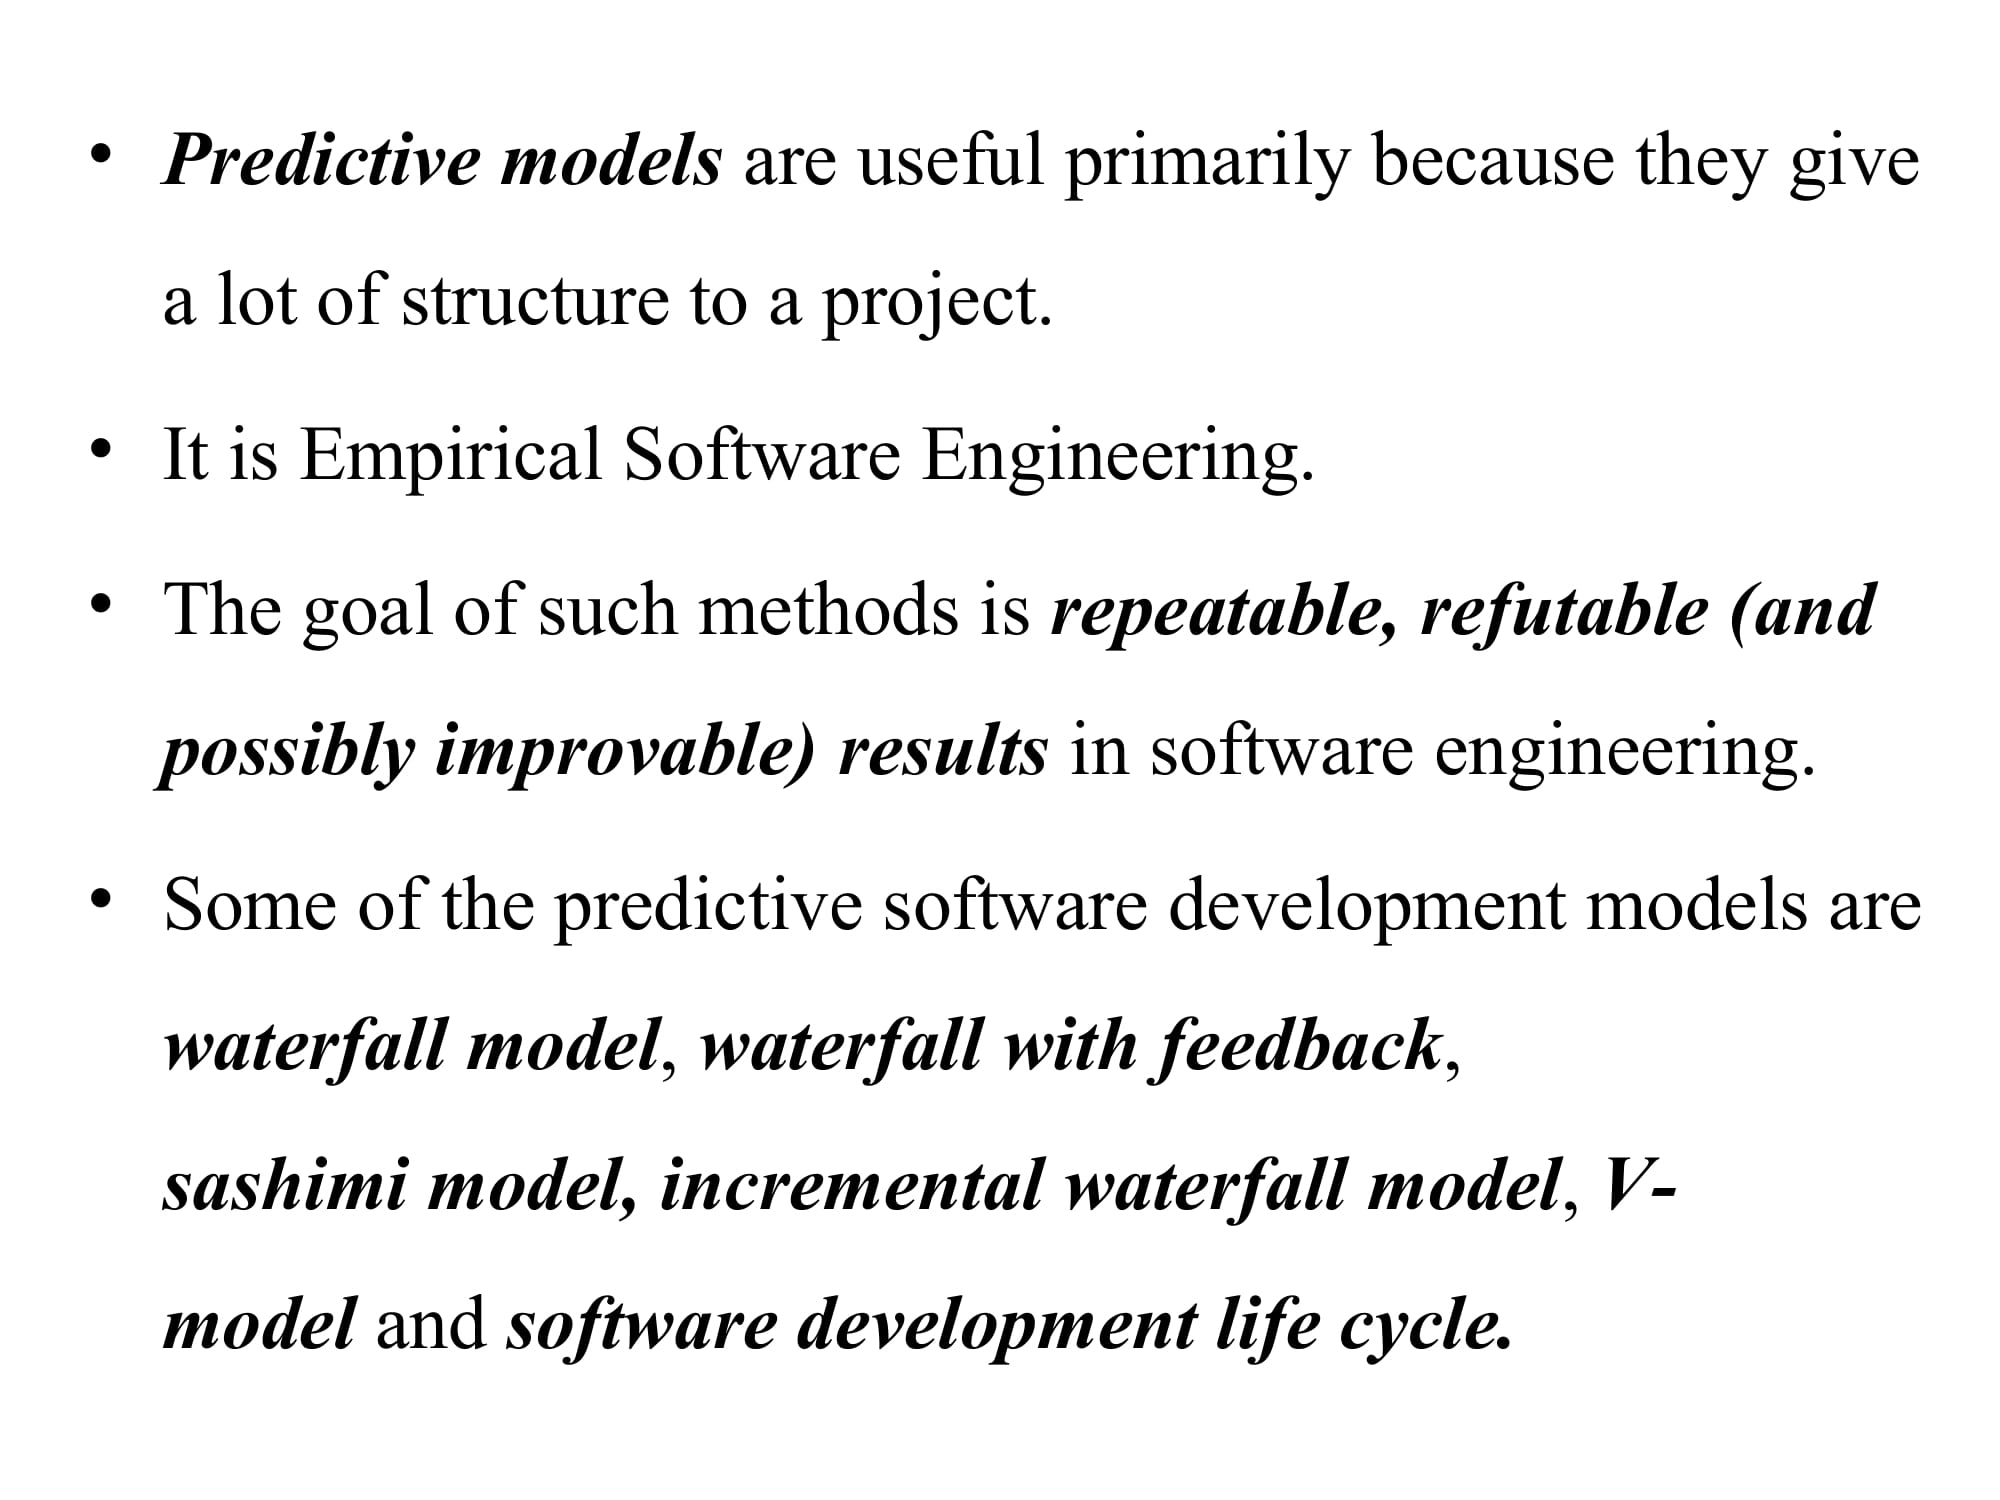 • Predictive models are useful primarily because they give
a lot of structure to a project.
• It is Empirical Software Engineering.
• The goal of such methods is repeatable, refutable (and
possibly improvable) results in software engineering.
• Some of the predictive software development models are
waterfall model, waterfall with feedback,
sashimi model, incremental waterfall model, V-
model and software development life cycle.